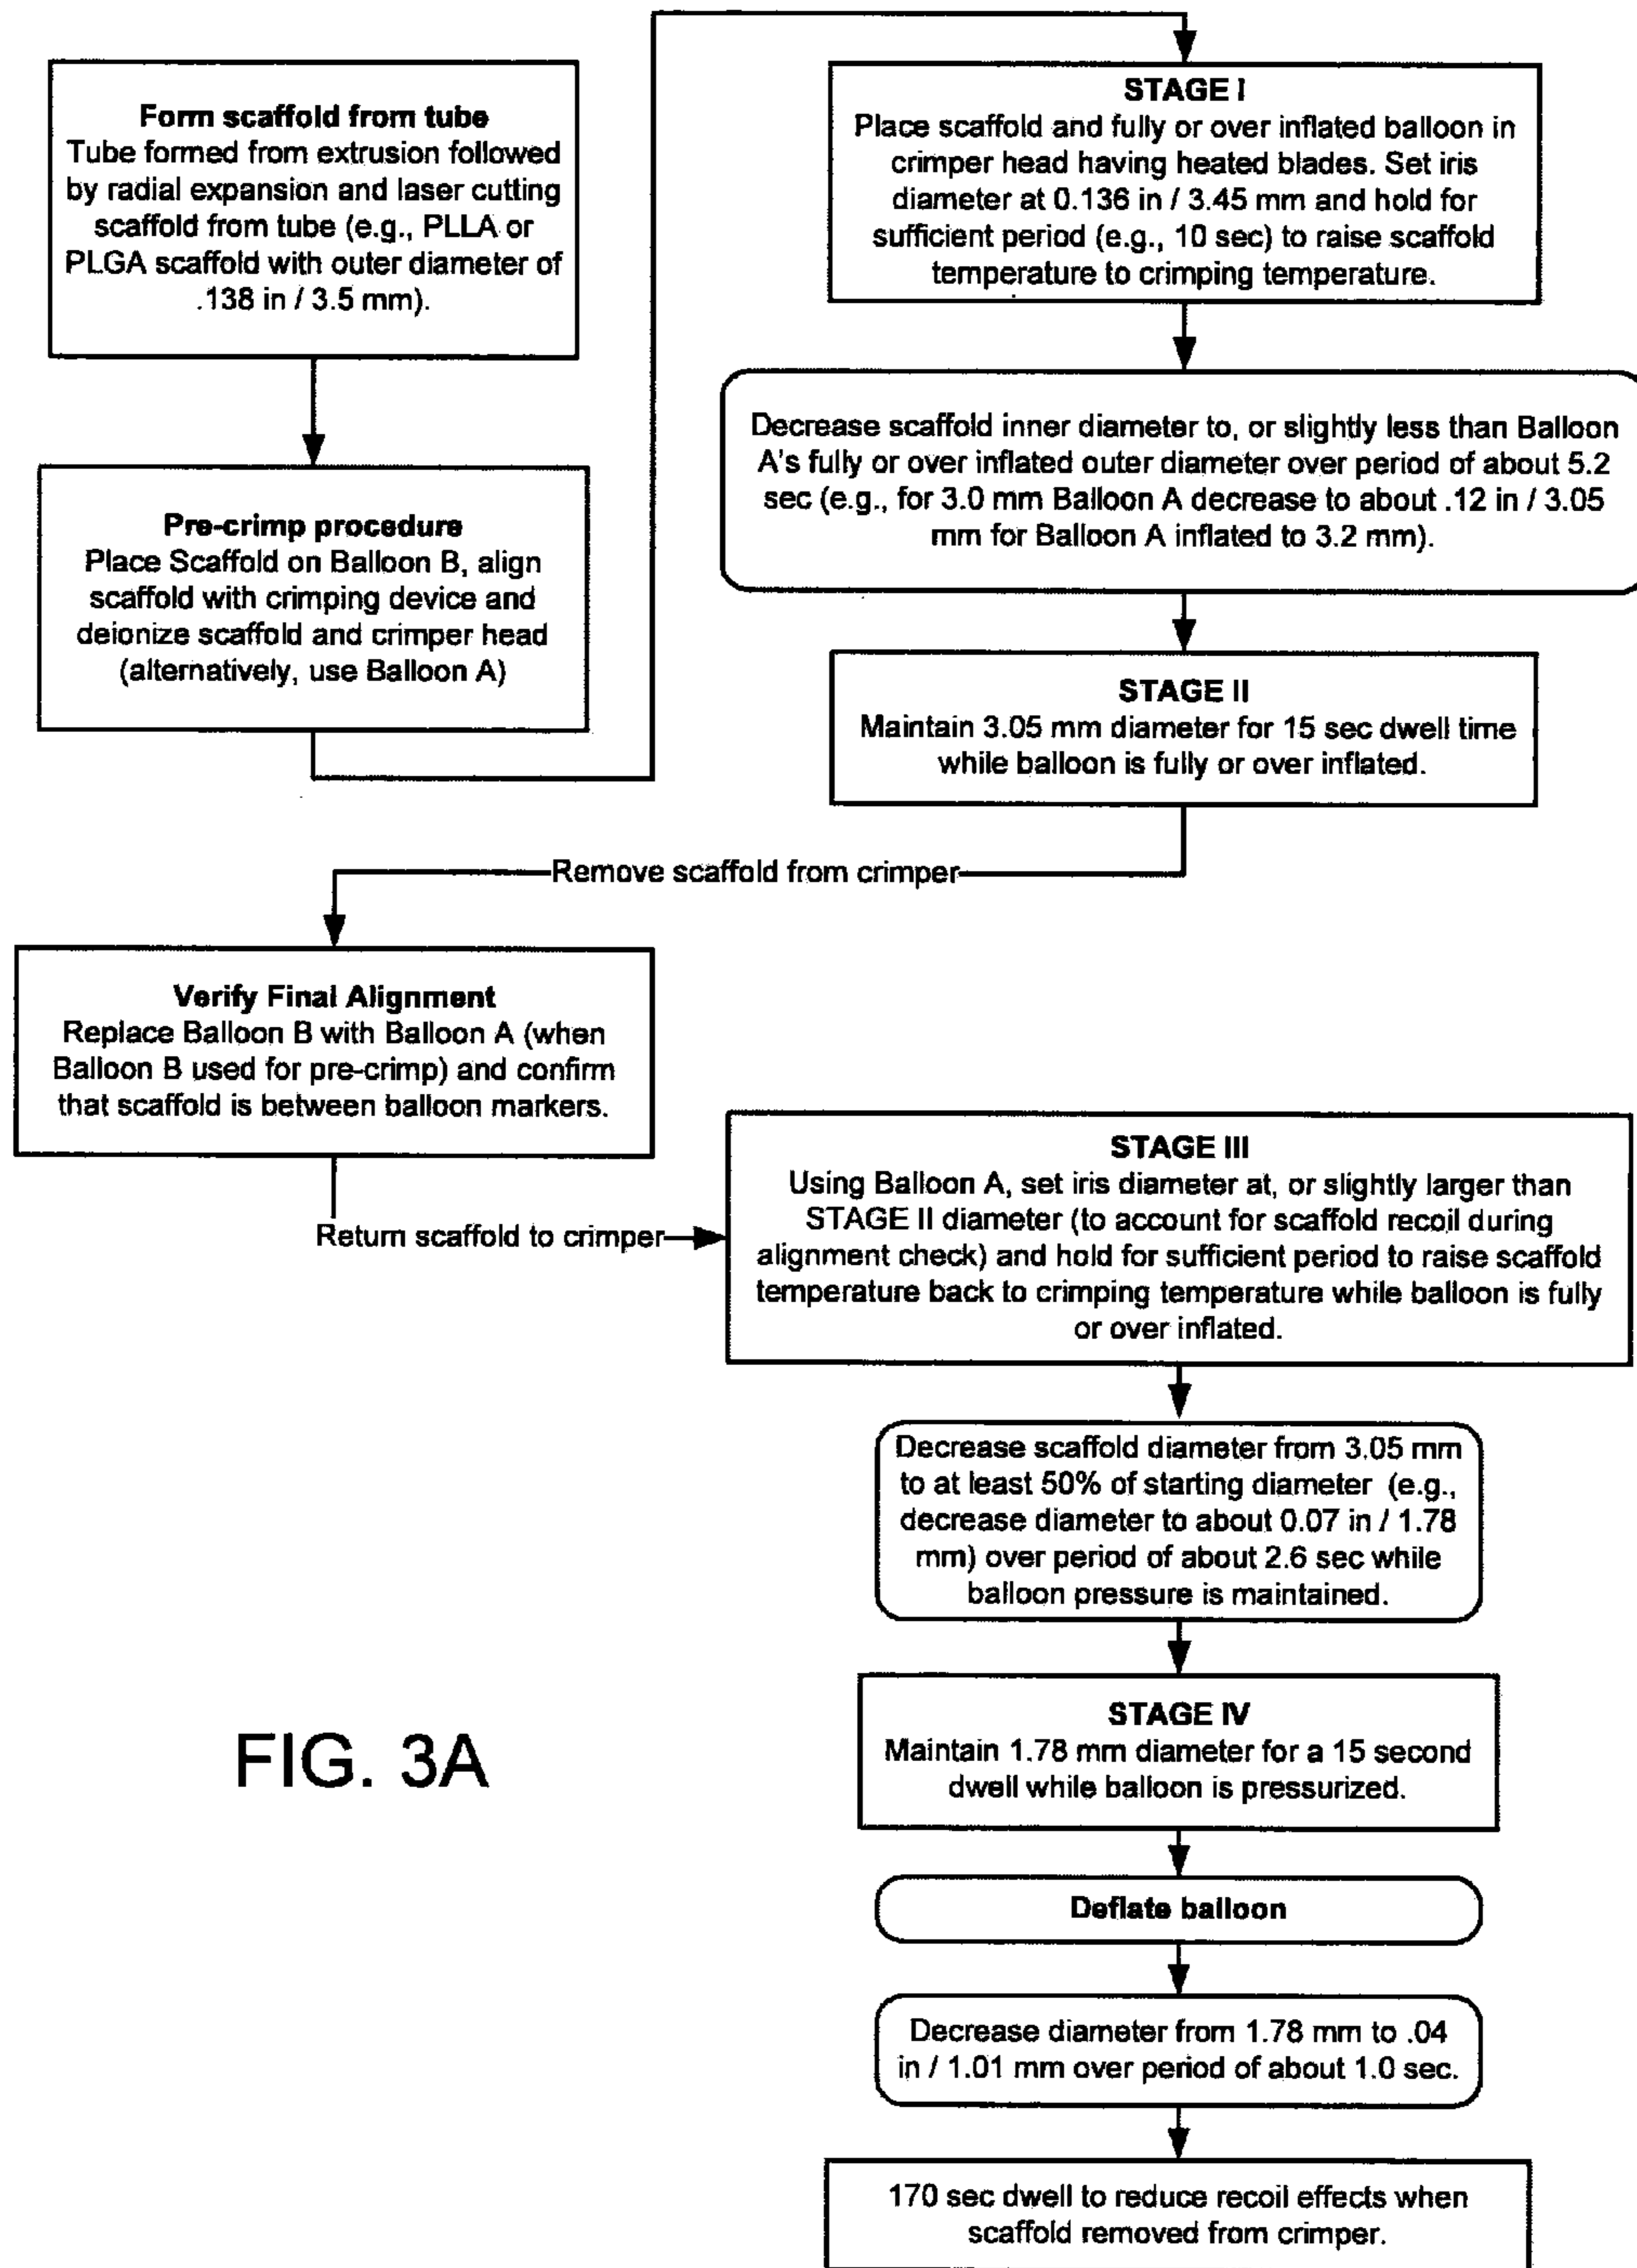 Form scaffold from tube
Tube formed from extrusion followed
by radial expansion and laser cutting
scaffold from tube (e.g., PLLA or
PLGA scaffold with outer diameter of
.138 in / 3.5 mm).
Pre-crimp procedure
Place Scaffold on Balloon B, align
scaffold with crimping device and
deionize scaffold and crimper head
(alternatively, use Balloon A)
STAGE I
Place scaffold and fully or over inflated balloon in
crimper head having heated blades. Set iris
diameter at 0.136 in / 3.45 mm and hold for
sufficient period (e.g., 10 sec) to raise scaffold
temperature to crimping temperature.
Decrease scaffold inner diameter to, or slightly less than Balloon
A's fully or over inflated outer diameter over period of about 5.2
sec (e.g., for 3.0 mm Balloon A decrease to about .12 in / 3.05
mm for Balloon A inflated to 3.2 mm).
STAGE II
Maintain 3.05 mm diameter for 15 sec dwell time
while balloon is fully or over inflated.
Remove scaffold from crimper
Verify Final Alignment
Replace Balloon B with Balloon A (when
Balloon B used for pre-crimp) and confirm
that scaffold is between balloon markers.
Return scaffold to crimper
STAGE III
Using Balloon A, set iris diameter at, or slightly larger than
STAGE II diameter (to account for scaffold recoil during
alignment check) and hold for sufficient period to raise scaffold
temperature back to crimping temperature while balloon is fully
or over inflated.
Decrease scaffold diameter from 3.05 mm
to at least 50% of starting diameter (e.g.,
decrease diameter to about 0.07 in / 1.78
mm) over period of about 2.6 sec while
balloon pressure is maintained.
STAGE IV
Maintain 1.78 mm diameter for a 15 second
dwell while balloon is pressurized.
Deflate balloon
Decrease diameter from 1.78 mm to .04
in / 1.01 mm over period of about 1.0 sec.
170 sec dwell to reduce recoil effects when
scaffold removed from crimper.
FIG. 3A